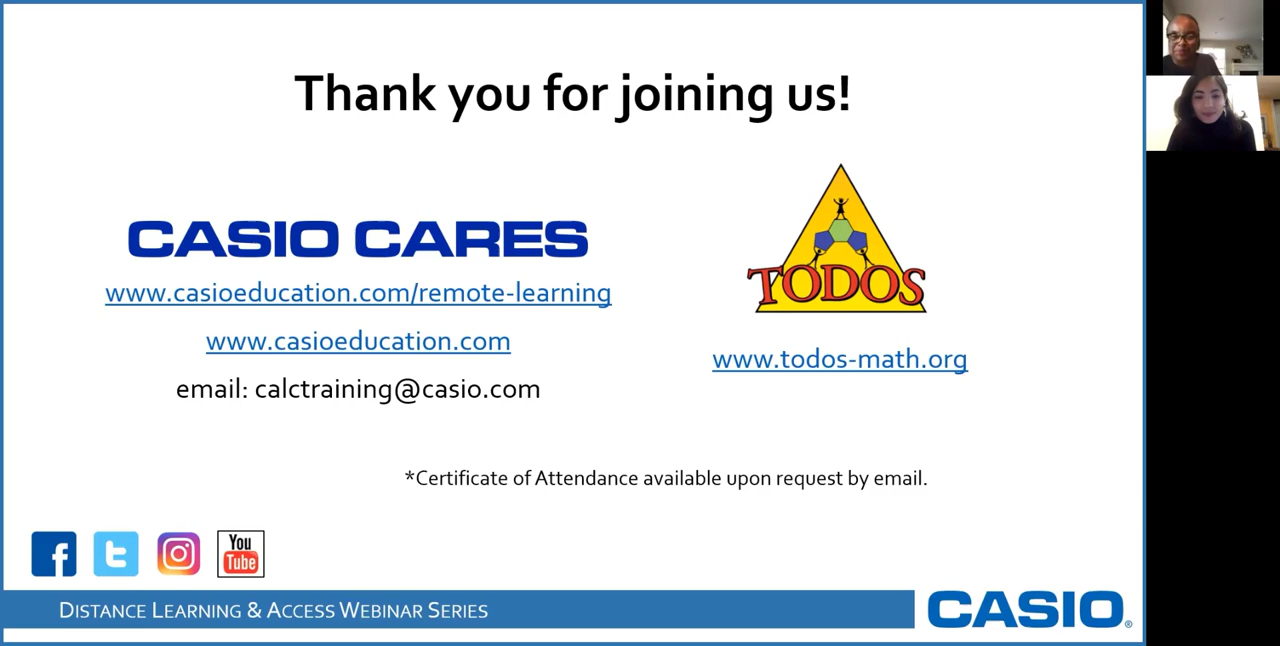 Thank you for joining us!
CASIO CARES
www.casioeducation.com/remote-learning
www.casioeducation.com
email: calctraining@casio.com
TODOS
www.todos-math.org
*Certificate of Attendance available upon request by email.
f
t
You
Tube
DISTANCE LEARNING & ACCESS WEBINAR SERIES
CASIO®